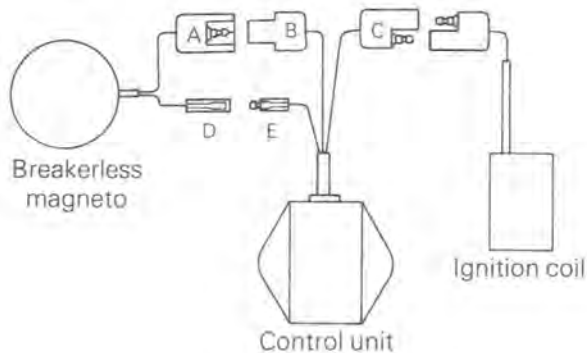 A
B
C
D
E
Breakerless
magneto
Ignition coil
Control unit